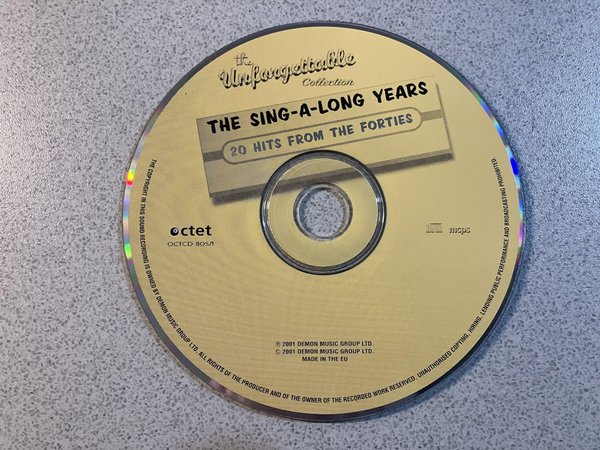 the
Unforgettable
Collection
THE SING-A-LONG YEARS
20 HITS FROM THE FORTIES
octet
OCTCD 805/1
mcps
℗ 2001 DEMON MUSIC GROUP LTD.
© 2001 DEMON MUSIC GROUP LTD.
MADE IN THE EU
THE COPYRIGHT IN THIS SOUND RECORDING IS OWNED BY DEMON MUSIC GROUP LTD. ALL RIGHTS OF THE PRODUCER AND OF THE OWNER OF THE RECORDED WORK RESERVED. UNAUTHORISED COPYING, HIRING, LENDING PUBLIC PERFORMANCE AND BROADCASTING PROHIBITED.